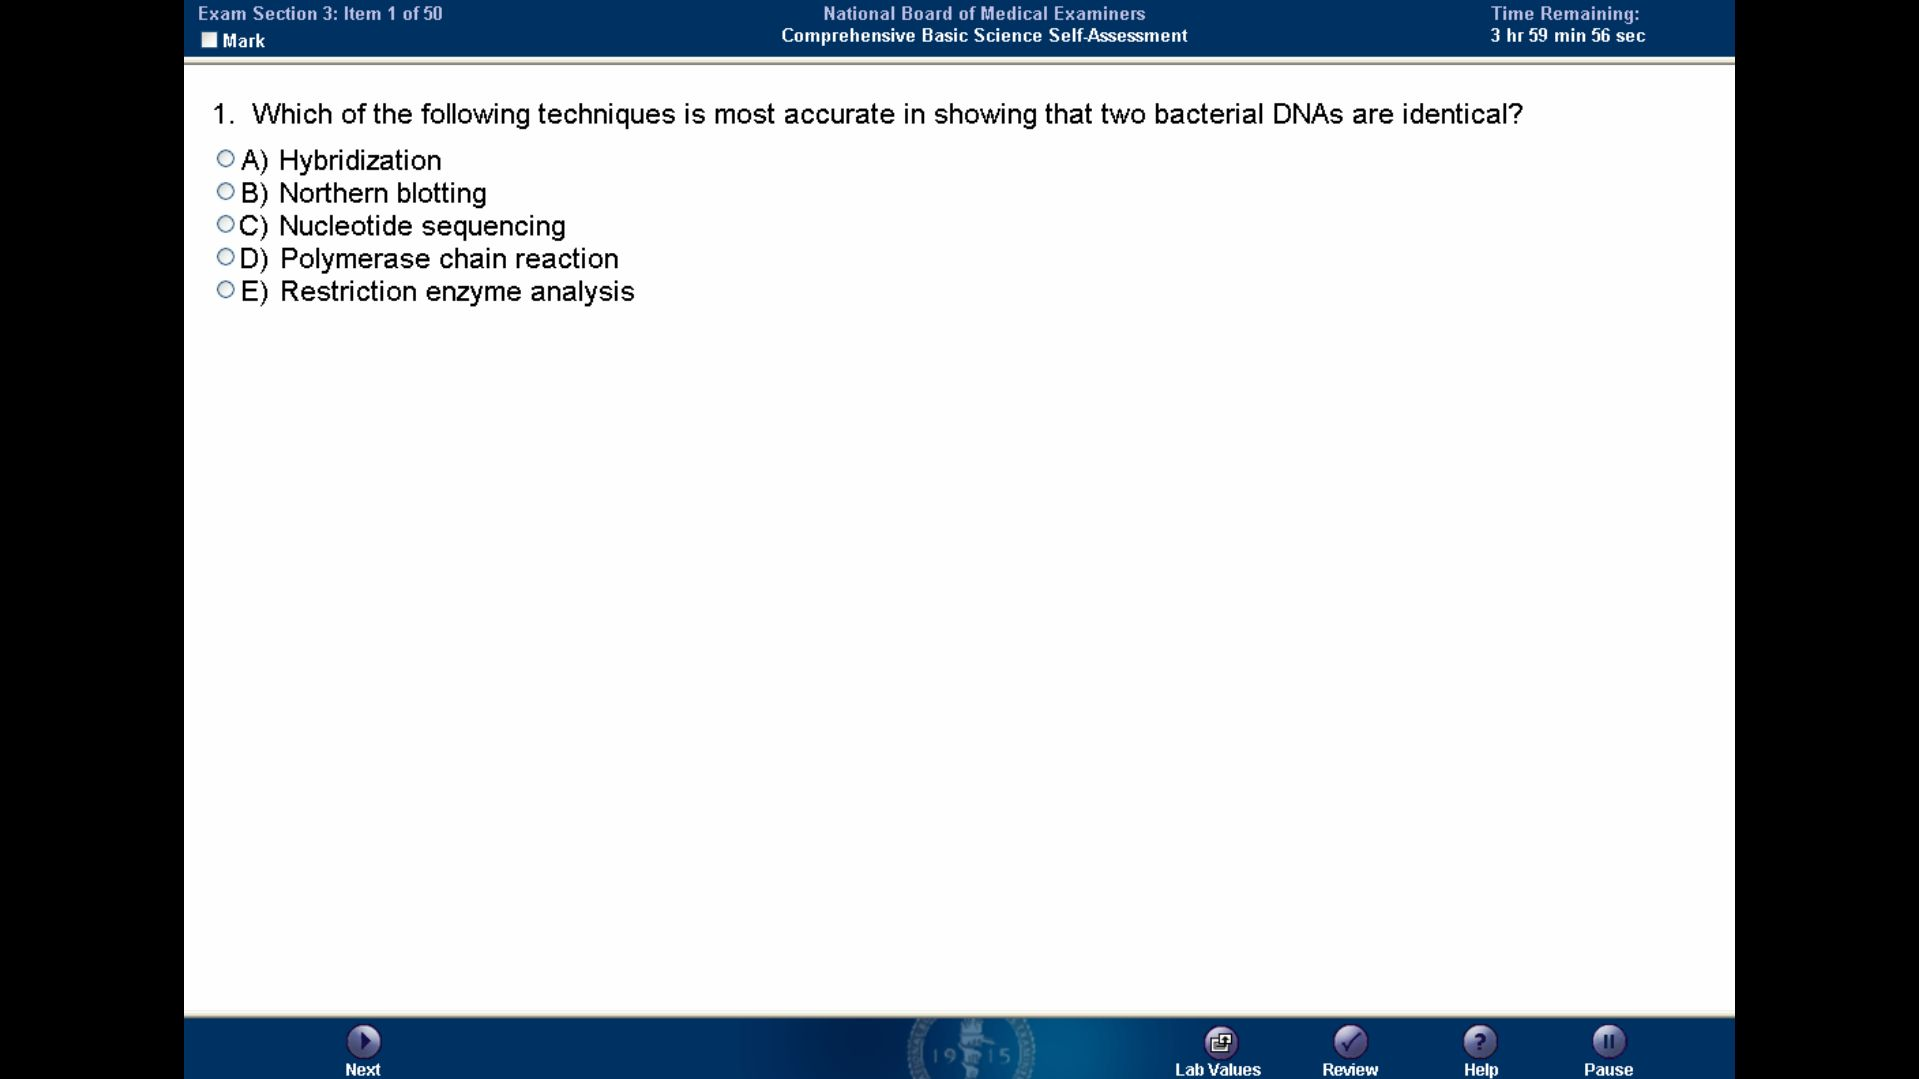 Exam Section 3: Item 1 of 50
National Board of Medical Examiners
Time Remaining:
Mark
Comprehensive Basic Science Self-Assessment
3 hr 59 min 56 sec
1. Which of the following techniques is most accurate in showing that two bacterial DNAs are identical?
A) Hybridization
B) Northern blotting
C) Nucleotide sequencing
D) Polymerase chain reaction
E) Restriction enzyme analysis
19 15
Next
Lab Values
Review
Help
Pause